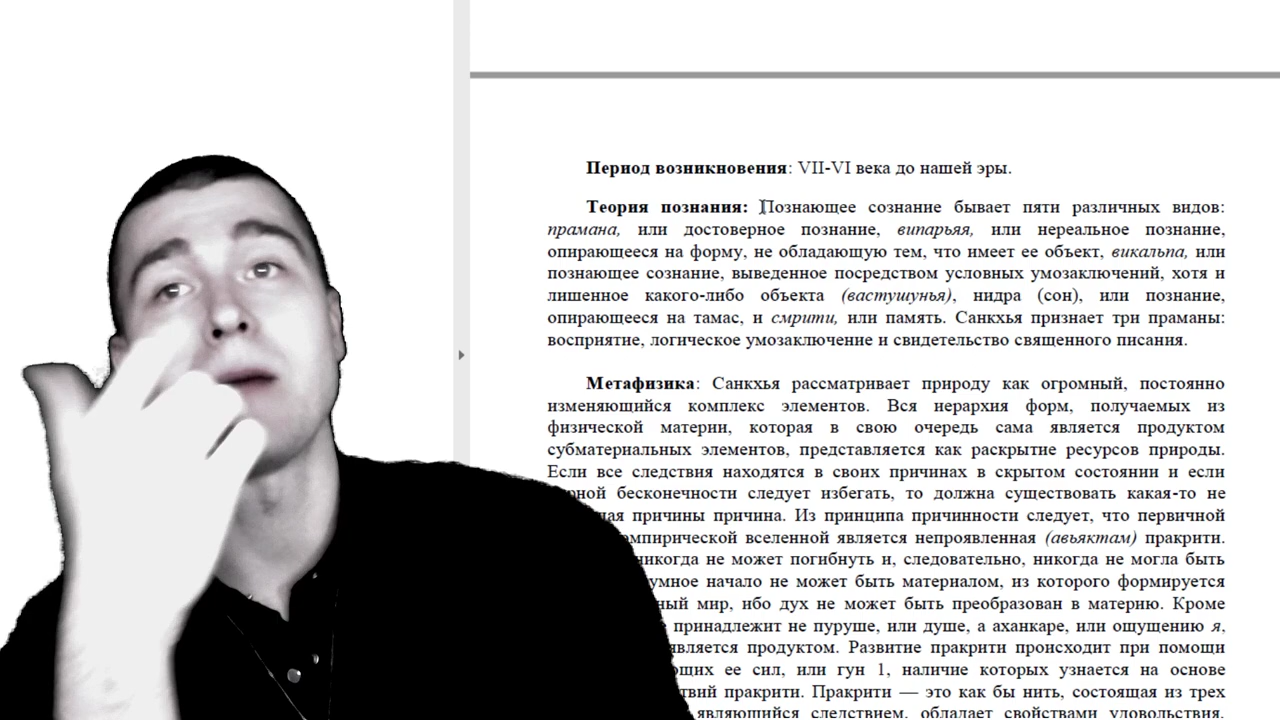 Период возникновения: VII-VI века до нашей эры.
Теория познания: Познающее сознание бывает пяти различных видов:
прамана, или достоверное познание, випарьяя, или нереальное познание,
опирающееся на форму, не обладающую тем, что имеет ее объект, викальпа, или
познающее сознание, выведенное посредством условных умозаключений, хотя и
лишенное какого-либо объекта (вастушунья), нидра (сон), или познание,
опирающееся на тамас, и смрити, или память. Санкхья признает три праманы:
восприятие, логическое умозаключение и свидетельство священного писания.
Метафизика: Санкхья рассматривает природу как огромный, постоянно
изменяющийся комплекс элементов. Вся иерархия форм, получаемых из
физической материи, которая в свою очередь сама является продуктом
субматериальных элементов, представляется как раскрытие ресурсов природы.
Если все следствия находятся в своих причинах в скрытом состоянии и если
бесконечности следует избегать, то должна существовать какая-то не
причины причина. Из принципа причинности следует, что первичной
эмпирической вселенной является непроявленная (авьяктам) пракрити.
никогда не может погибнуть и, следовательно, никогда не могла быть
начало не может быть материалом, из которого формируется
мир, ибо дух не может быть преобразован в материю. Кроме
принадлежит не пуруше, или душе, а аханкаре, или ощущению я,
является продуктом. Развитие пракрити происходит при помощи
ее сил, или гун 1, наличие которых узнается на основе
пракрити. Пракрити — это как бы нить, состоящая из трех
являющийся следствием, обладает свойствами удовольствия,